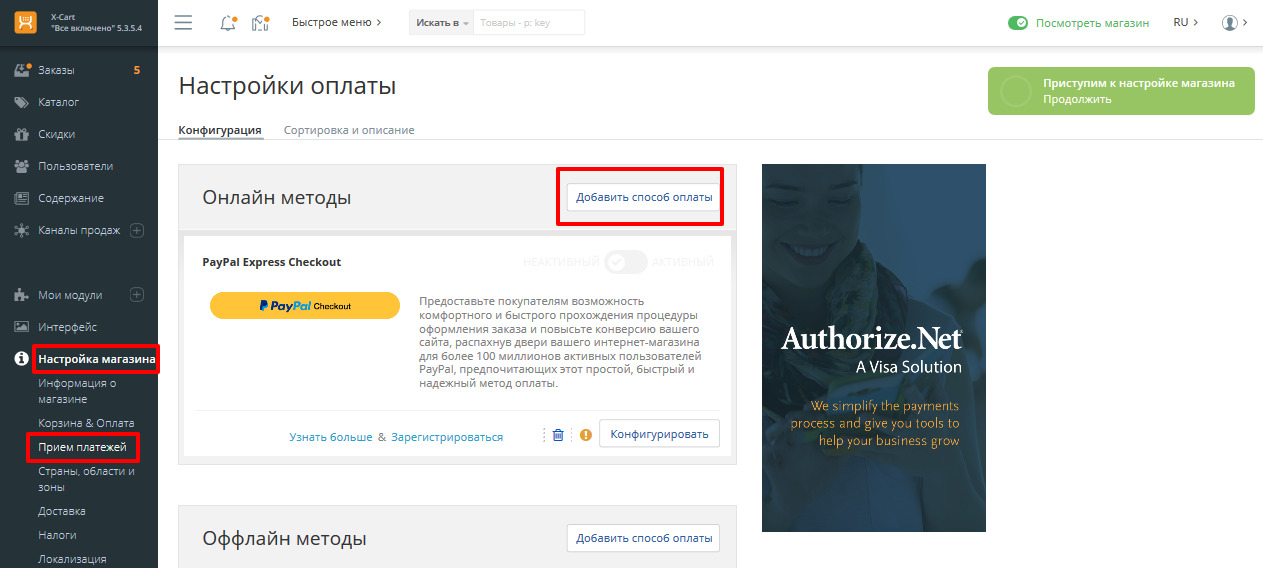 X-Cart
"Все включено" 5.3.5.4
Быстрое меню
Искать в
Товары - p: key
Посмотреть магазин
RU
Заказы
5
Каталог
Скидки
Пользователи
Содержание
Каналы продаж
Мои модули
Интерфейс
Настройка магазина
Информация о
магазине
Корзина & Оплата
Прием платежей
Страны, области и
зоны
Доставка
Налоги
Локализация
Настройки оплаты
Приступим к настройке магазина
Продолжить
Конфигурация
Сортировка и описание
Онлайн методы
Добавить способ оплаты
PayPal Express Checkout
НЕАКТИВНЫЙ
АКТИВНЫЙ
PayPal Checkout
Предоставьте покупателям возможность
комфортного и быстрого прохождения процедуры
оформления заказа и повысьте конверсию вашего
сайта, распахнув двери вашего интернет-магазина
для более 100 миллионов активных пользователей
PayPal, предпочитающих этот простой, быстрый и
надежный метод оплаты.
Узнать больше & Зарегистрироваться
Конфигурировать
Оффлайн методы
Добавить способ оплаты
Authorize.Net
A Visa Solution
We simplify the payments
process and give you tools to
help your business grow